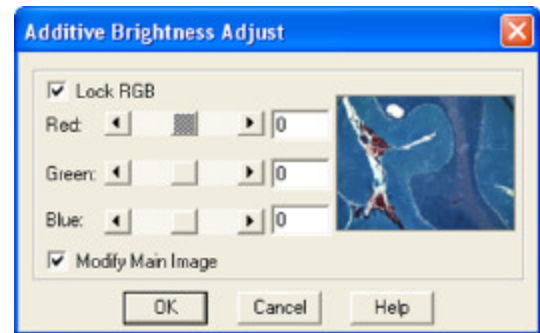 Additive Brightness Adjust
Lock RGB
Red: 0
Green: 0
Blue: 0
Modify Main Image
OK Cancel Help